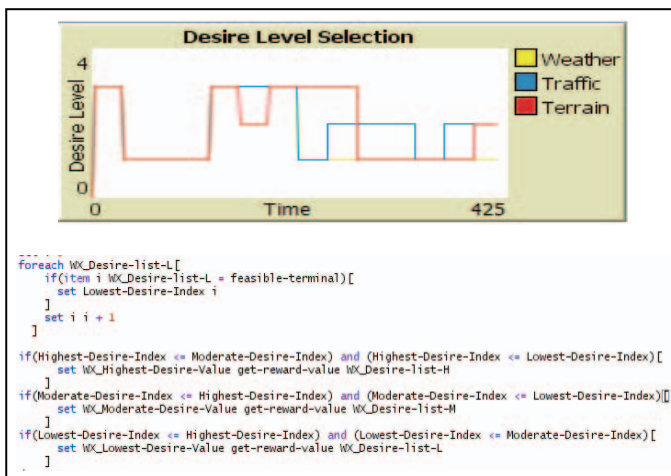 Desire Level Selection
4
Desire Level
0
0 Time 425
Weather
Traffic
Terrain
foreach WX_Desire-list-L[
if(item i WX_Desire-list-L = feasible-terminal)[
set Lowest-Desire-Index i
]
set i i + 1
]
if(Highest-Desire-Index <= Moderate-Desire-Index) and (Highest-Desire-Index <= Lowest-Desire-Index)[
set WX_Highest-Desire-Value get-reward-value WX_Desire-list-H
]
if(Moderate-Desire-Index <= Highest-Desire-Index) and (Moderate-Desire-Index <= Lowest-Desire-Index)[
set WX_Moderate-Desire-Value get-reward-value WX_Desire-list-M
]
if(Lowest-Desire-Index <= Highest-Desire-Index) and (Lowest-Desire-Index <= Moderate-Desire-Index)[
set WX_Lowest-Desire-Value get-reward-value WX_Desire-list-L
]